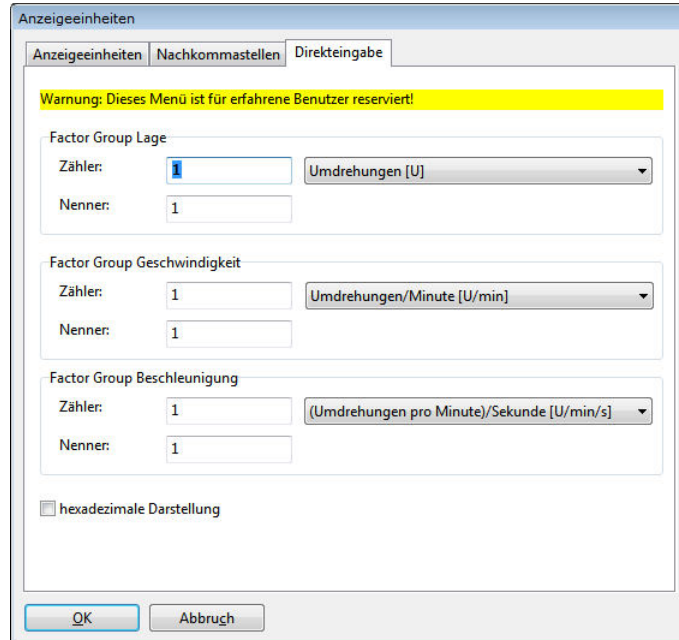 Anzeigeeinheiten
Anzeigeeinheiten Nachkommastellen Direkteingabe
Warnung: Dieses Menü ist für erfahrene Benutzer reserviert!
Factor Group Lage
Zähler: 1 Umdrehungen [U]
Nenner: 1
Factor Group Geschwindigkeit
Zähler: 1 Umdrehungen/Minute [U/min]
Nenner: 1
Factor Group Beschleunigung
Zähler: 1 (Umdrehungen pro Minute)/Sekunde [U/min/s]
Nenner: 1
hexadezimale Darstellung
OK Abbruch